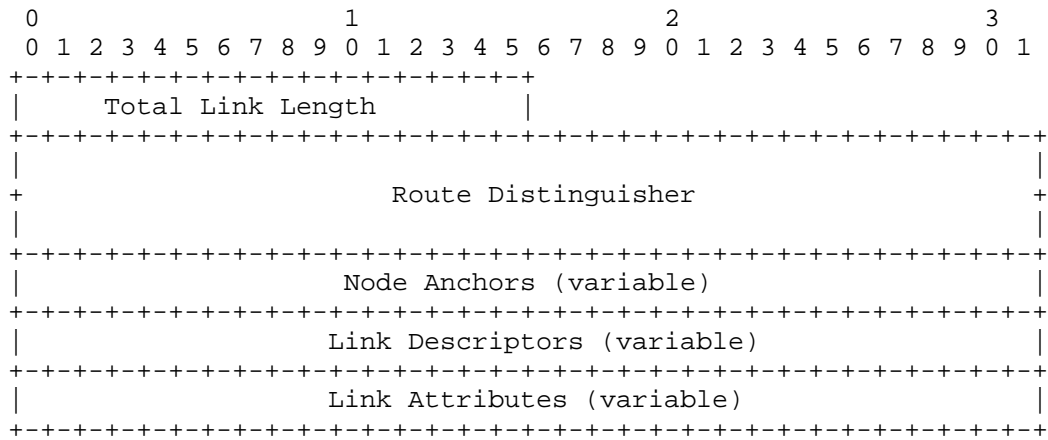 0                   1                   2                   3
 0 1 2 3 4 5 6 7 8 9 0 1 2 3 4 5 6 7 8 9 0 1 2 3 4 5 6 7 8 9 0 1
+-+-+-+-+-+-+-+-+-+-+-+-+-+-+-+-+
|     Total Link Length         |
+-+-+-+-+-+-+-+-+-+-+-+-+-+-+-+-+-+-+-+-+-+-+-+-+-+-+-+-+-+-+-+-+
|                                                               |
+                       Route Distinguisher                     +
|                                                               |
+-+-+-+-+-+-+-+-+-+-+-+-+-+-+-+-+-+-+-+-+-+-+-+-+-+-+-+-+-+-+-+-+
|                    Node Anchors (variable)                    |
+-+-+-+-+-+-+-+-+-+-+-+-+-+-+-+-+-+-+-+-+-+-+-+-+-+-+-+-+-+-+-+-+
|                   Link Descriptors (variable)                 |
+-+-+-+-+-+-+-+-+-+-+-+-+-+-+-+-+-+-+-+-+-+-+-+-+-+-+-+-+-+-+-+-+
|                   Link Attributes (variable)                  |
+-+-+-+-+-+-+-+-+-+-+-+-+-+-+-+-+-+-+-+-+-+-+-+-+-+-+-+-+-+-+-+-+